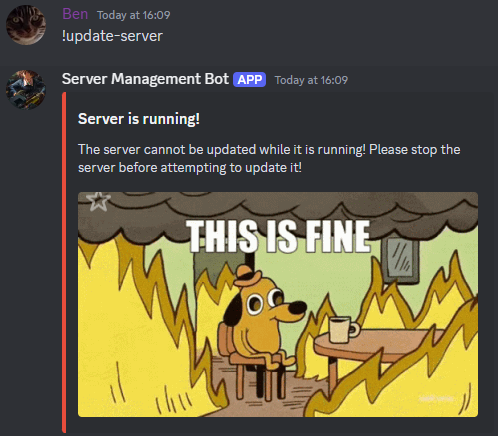 Ben Today at 16:09
!update-server
Server Management Bot APP Today at 16:09
Server is running!
The server cannot be updated while it is running! Please stop the
server before attempting to update it!
THIS IS FINE